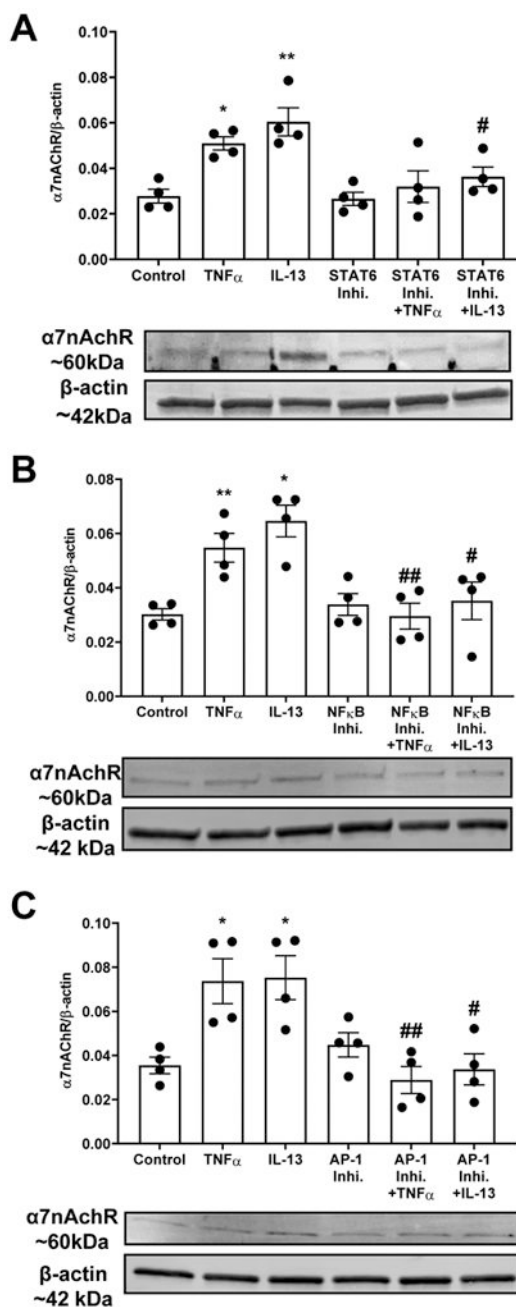 A
α7nAChR/β-actin
0.10
0.08
0.06
0.04
0.02
0.00
*
**
#
Control TNFα IL-13 STAT6 STAT6 STAT6
Inhi. Inhi. Inhi.
+TNFα +IL-13
α7nAchR
~60kDa
β-actin
~42kDa
B
α7nAChR/β-actin
0.08
0.06
0.04
0.02
0.00
**
*
##
#
Control TNFα IL-13 NFκB NFκB NFκB
Inhi. Inhi. Inhi.
+TNFα +IL-13
α7nAchR
~60kDa
β-actin
~42 kDa
C
α7nAChR/β-actin
0.10
0.08
0.06
0.04
0.02
0.00
*
*
##
#
Control TNFα IL-13 AP-1 AP-1 AP-1
Inhi. Inhi. Inhi.
+TNFα +IL-13
α7nAchR
~60kDa
β-actin
~42 kDa